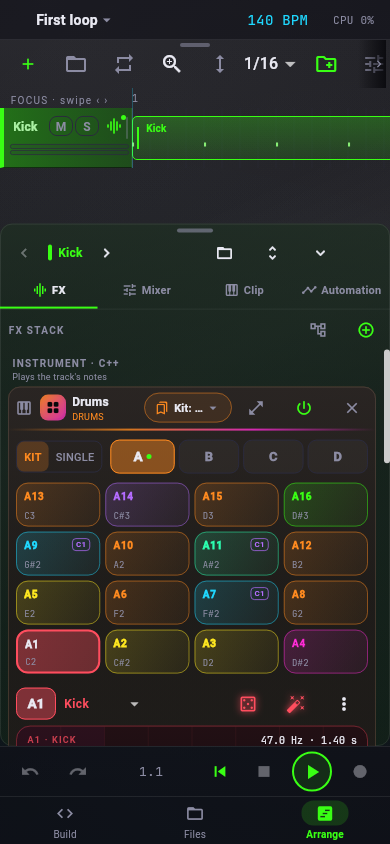 First loop
140 BPM
CPU 0%
1/16
FOCUS · swipe ‹ ›
1
Kick
M
S
Kick
Kick
FX
Mixer
Clip
Automation
FX STACK
INSTRUMENT · C++
Plays the track's notes
Drums
DRUMS
Kit: ...
KIT
SINGLE
A
B
C
D
A13
C3
A14
C#3
A15
D3
A16
D#3
A9
C1
G#2
A10
A2
A11
C1
A#2
A12
B2
A5
E2
A6
F2
A7
C1
F#2
A8
G2
A1
C2
A2
C#2
A3
D2
A4
D#2
A1
Kick
A1 · KICK
47.0 Hz · 1.40 s
1.1
Build
Files
Arrange